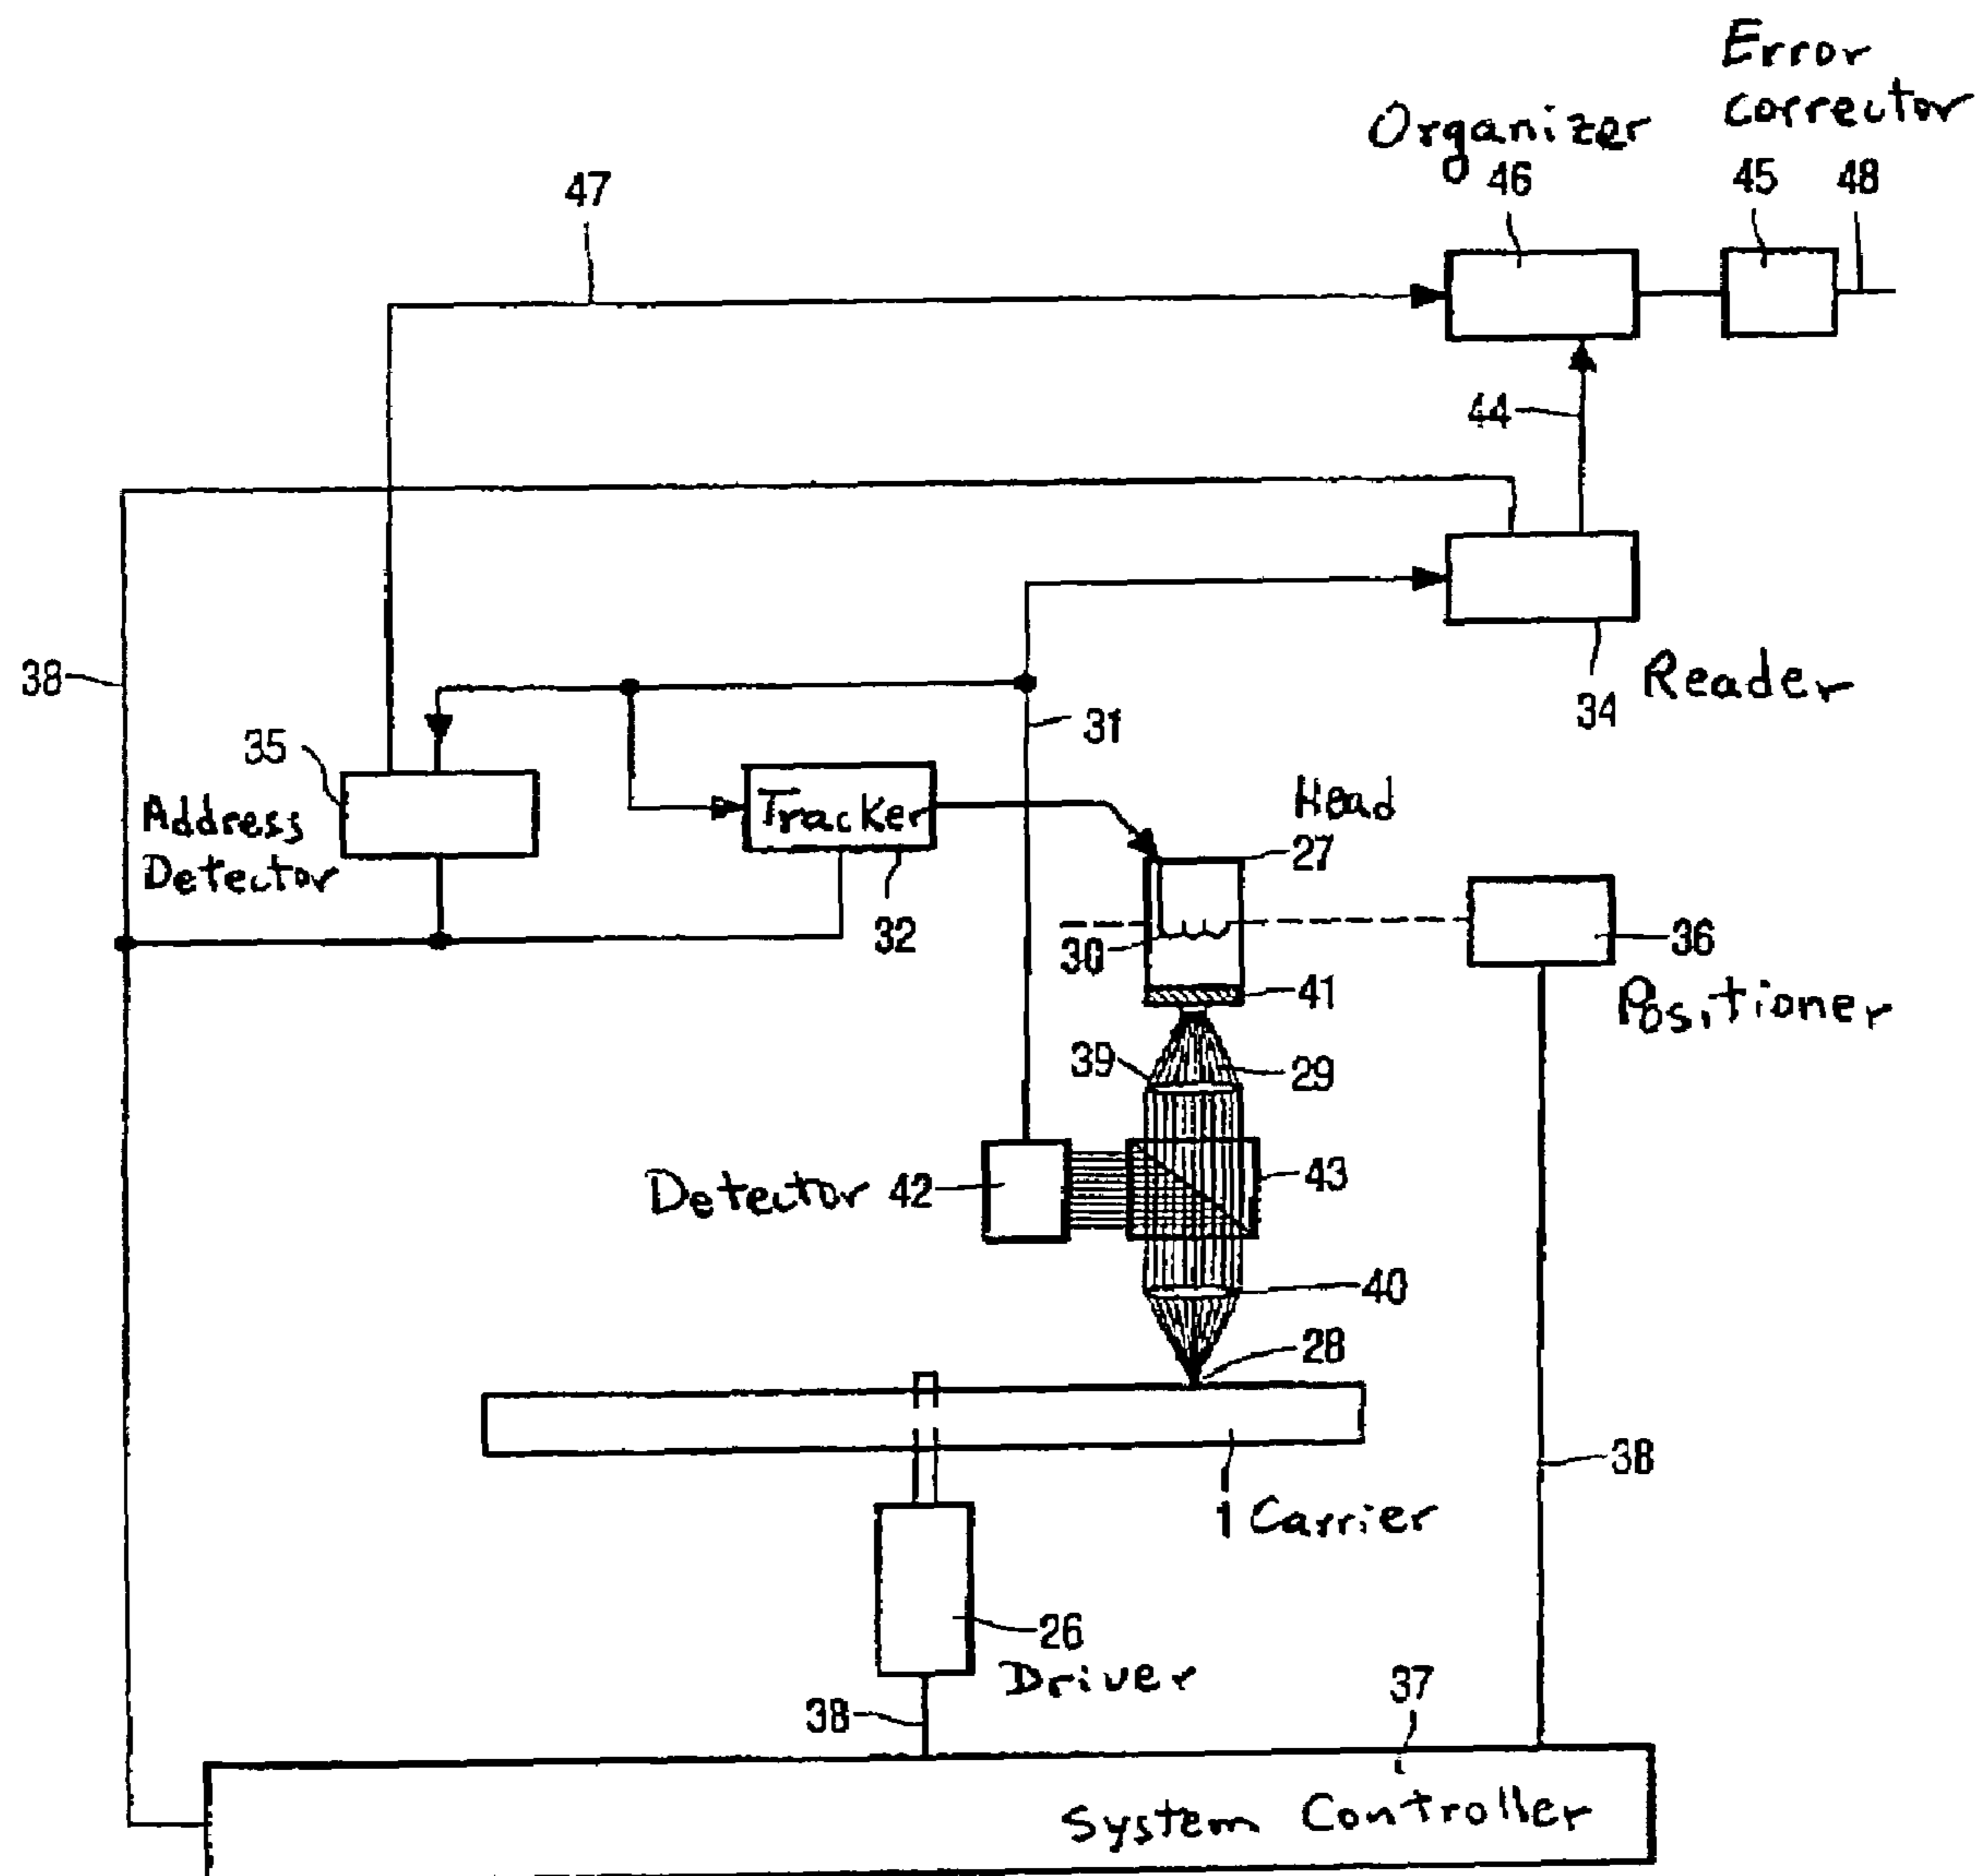 Error
corrector
Organizer
46
45
48
47
44
38
31
34
Reader
35
Address
Detector
Tracker
32
Head
27
30
36
Positioner
41
39
29
Detector 42
43
40
28
38
1 Carrier
26
Driver
38
37
System Controller